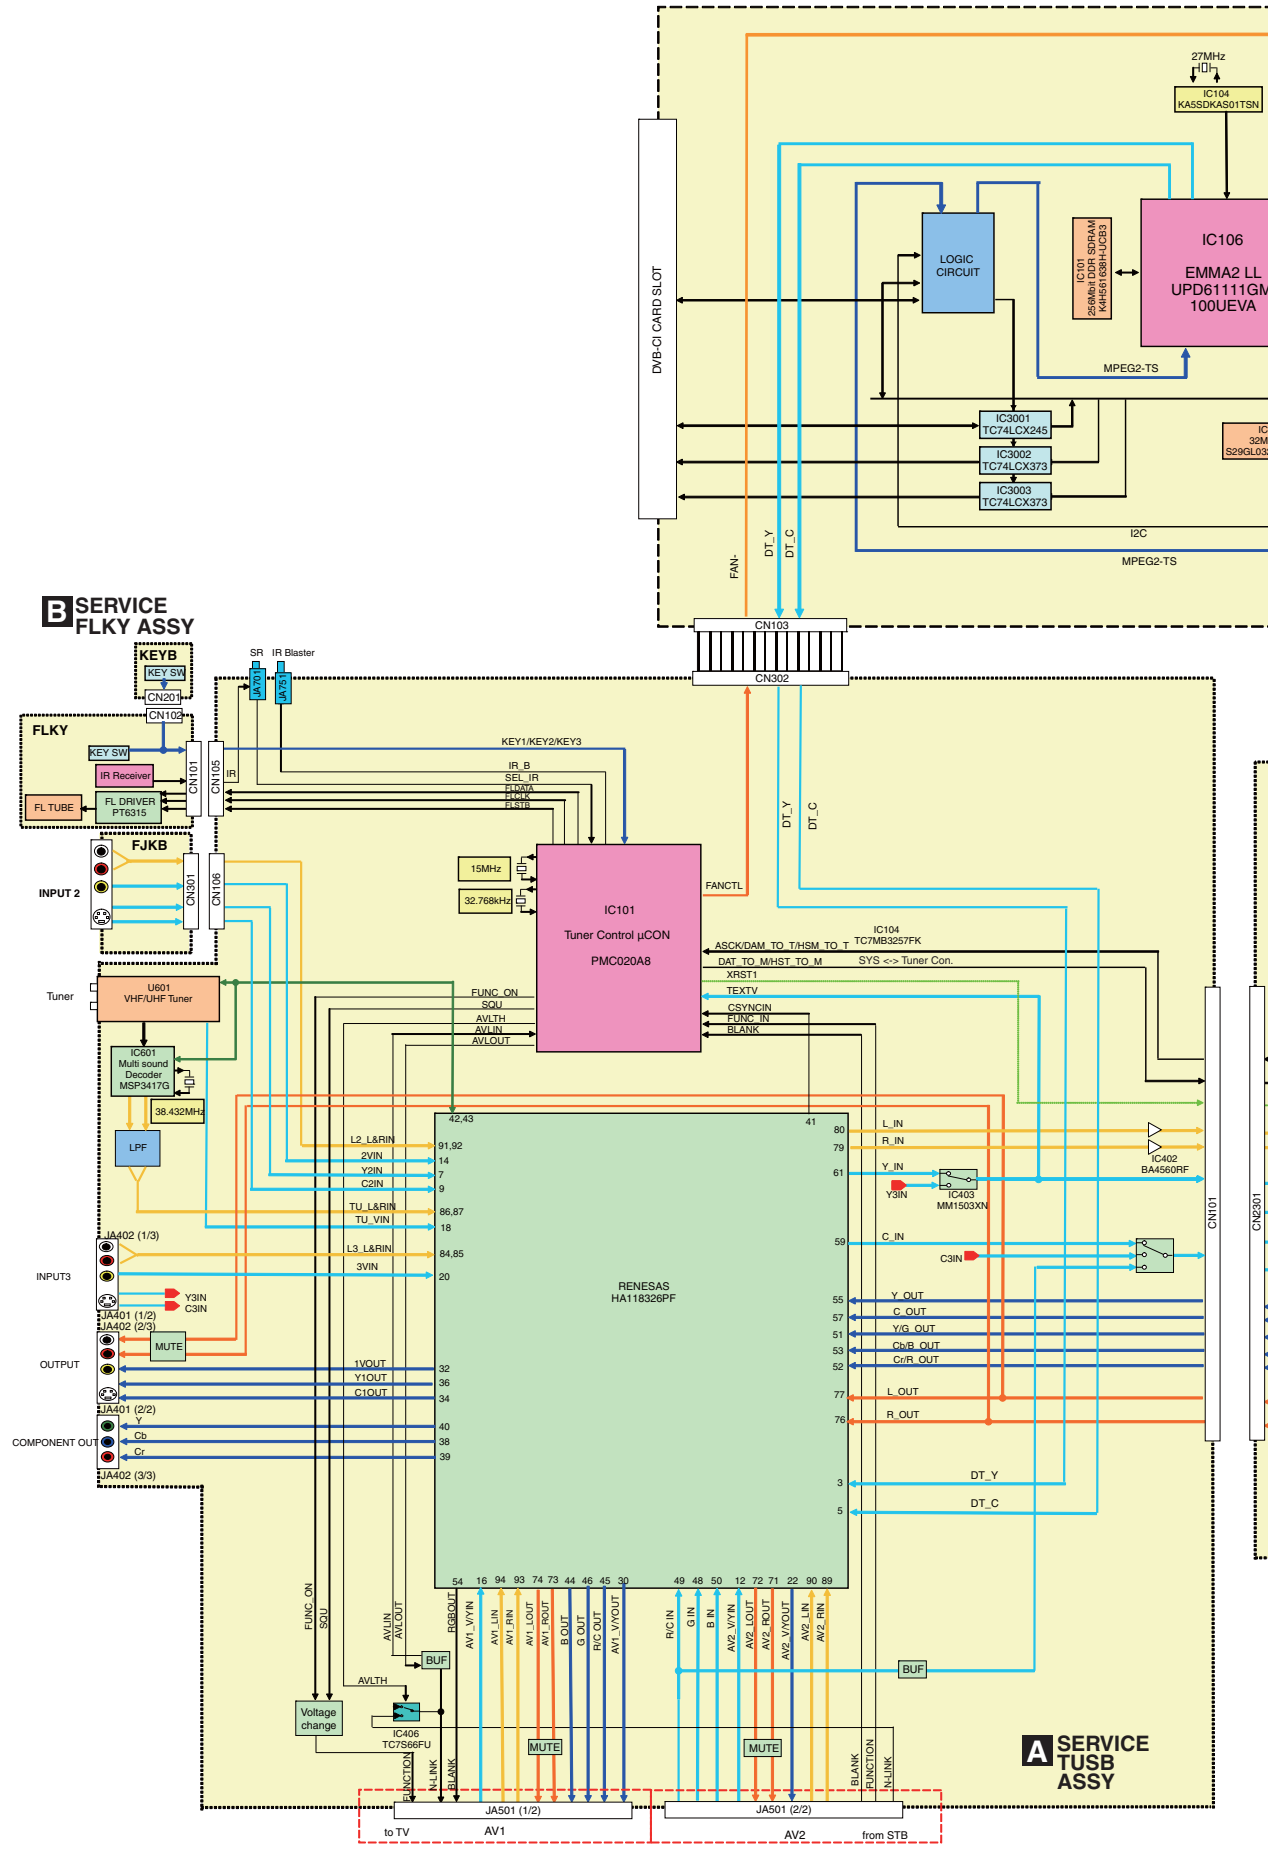 27MHz
IC104
KA5SDKAS01TSN
IC106
EMMA2 LL
UPD61111GM
100UEVA
IC101
256Mbit DDR SDRAM
K4H561638H-UCB3
LOGIC
CIRCUIT
DVB-CI CARD SLOT
MPEG2-TS
IC3001
TC74LCX245
IC3002
TC74LCX373
IC3003
TC74LCX373
32M
S29GL03
I2C
MPEG2-TS
FAN-
DT_Y
DT_C
CN103
CN302
B SERVICE
FLKY ASSY
KEYB
KEY SW
CN201
CN102
SR
IR Blaster
JA701
JA751
FLKY
KEY SW
IR Receiver
FL TUBE
FL DRIVER
PT6315
CN101
CN105
IR
KEY1/KEY2/KEY3
IR_B
SEL_IR
FLDATA
FLCLK
FLSTB
FJKB
INPUT 2
CN301
CN106
15MHz
32.768kHz
IC101
Tuner Control µCON
PMC020A8
FANCTL
DT_Y
DT_C
IC104
TC7MB3257FK
ASCK/DAM_TO_T/HSM_TO_T
DAT_TO_M/HST_TO_M
SYS <-> Tuner Con.
XRST1
TEXTV
CSYNCIN
FUNC_IN
BLANK
FUNC_ON
SQU
AVLTH
AVLIN
AVLOUT
Tuner
U601
VHF/UHF Tuner
IC601
Multi sound
Decoder
MSP3417G
38.432MHz
LPF
42,43
41
L2_L&RIN
91,92
2VIN
14
Y2IN
7
C2IN
9
TU_L&RIN
86,87
TU_VIN
18
L3_L&RIN
84,85
3VIN
20
80
L_IN
79
R_IN
IC402
BA4560RF
61
Y_IN
Y3IN
IC403
MM1503XN
59
C_IN
C3IN
CN101
CN2301
RENESAS
HA118326PF
JA402 (1/3)
INPUT3
Y3IN
C3IN
JA401 (1/2)
JA402 (2/3)
MUTE
OUTPUT
JA401 (2/2)
COMPONENT OUT
JA402 (3/3)
1VOUT
32
Y1OUT
36
C1OUT
34
Y
40
Cb
38
Cr
39
55
Y_OUT
57
C_OUT
51
Y/G_OUT
53
Cb/B_OUT
52
Cr/R_OUT
77
L_OUT
76
R_OUT
3
DT_Y
5
DT_C
54
16
94
93
74
73
44
46
45
30
49
48
50
12
72
71
22
90
89
FUNC_ON
SQU
AVLIN
AVLOUT
RGBOUT
AV1_V/YIN
AV1_LIN
AV1_RIN
AV1_LOUT
AV1_ROUT
B OUT
G OUT
R/C OUT
AV1_V/YOUT
R/C IN
G IN
B IN
AV2_V/YIN
AV2_LOUT
AV2_ROUT
AV2_V/YOUT
AV2_LIN
AV2_RIN
BUF
BUF
AVLTH
Voltage
change
IC406
TC7S66FU
MUTE
MUTE
FUNCTION
N-LINK
BLANK
BLANK
FUNCTION
N-LINK
A SERVICE
TUSB
ASSY
JA501 (1/2)
JA501 (2/2)
to TV
AV1
AV2
from STB